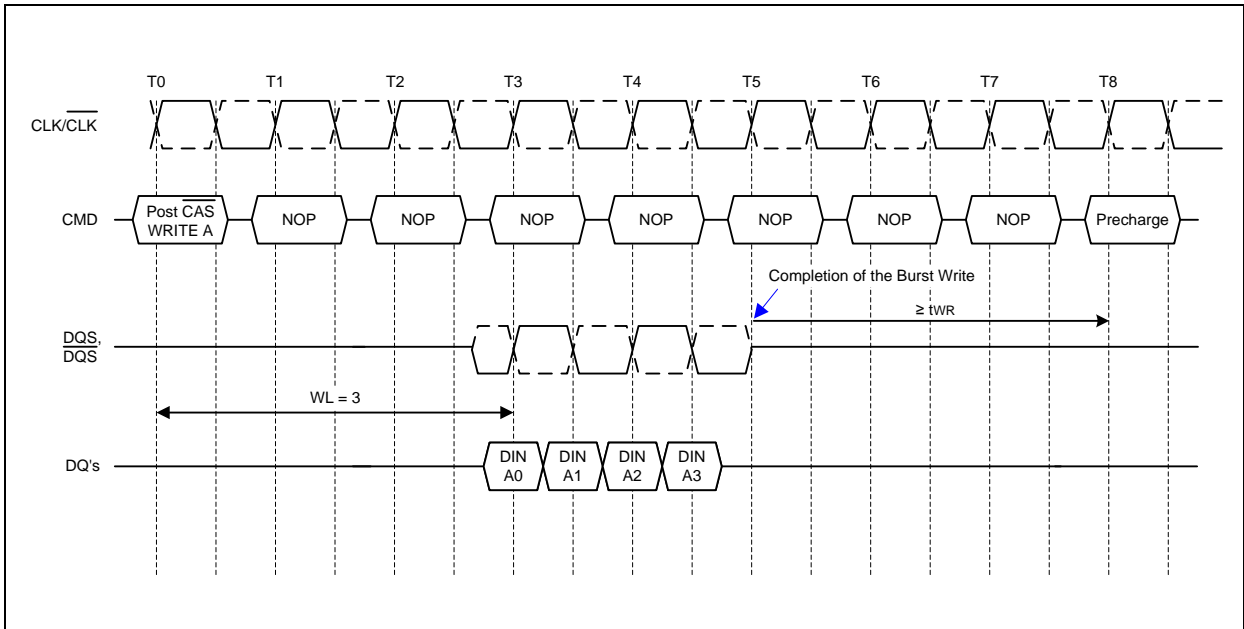 T0 T1 T2 T3 T4 T5 T6 T7 T8
CLK/CLK
CMD
Post CAS
WRITE A
NOP NOP NOP NOP NOP NOP NOP Precharge
Completion of the Burst Write
≥ tWR
DQS,
DQS
WL = 3
DQ's
DIN
A0
DIN
A1
DIN
A2
DIN
A3